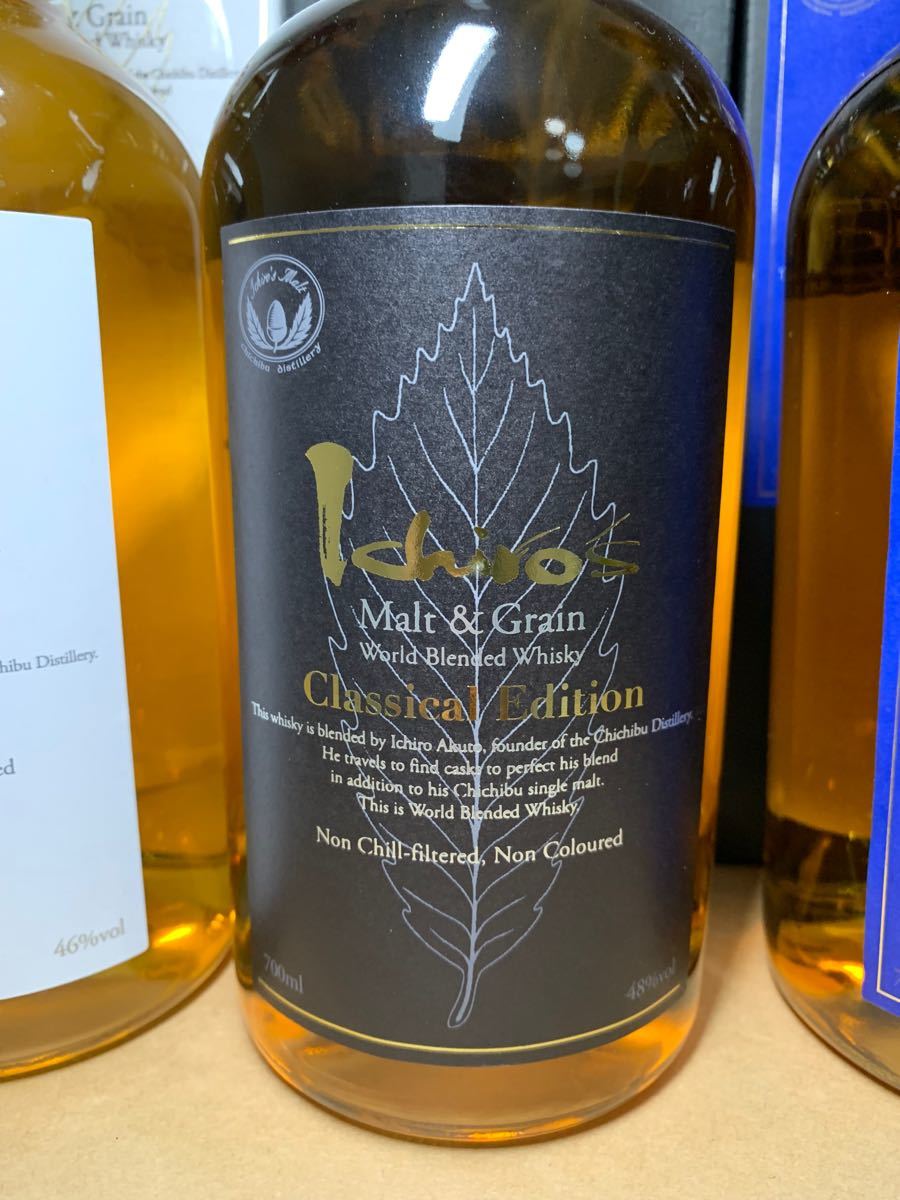 y Grain
d Whisky
Chichibu Distillery
hibu Distillery.
ed
46%vol
Ichiro's Malt
Chichibu distillery
Ichiro's
Malt & Grain
World Blended Whisky
Classical Edition
This whisky is blended by Ichiro Akuto, founder of the Chichibu Distillery.
He travels to find casks to perfect his blend
in addition to his Chichibu single malt.
This is World Blended Whisky.
Non Chill-filtered, Non Coloured
700ml
48%vol